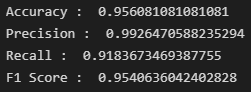 Accuracy :  0.956081081081081
Precision :  0.9926470588235294
Recall :  0.9183673469387755
F1 Score :  0.9540636042402828